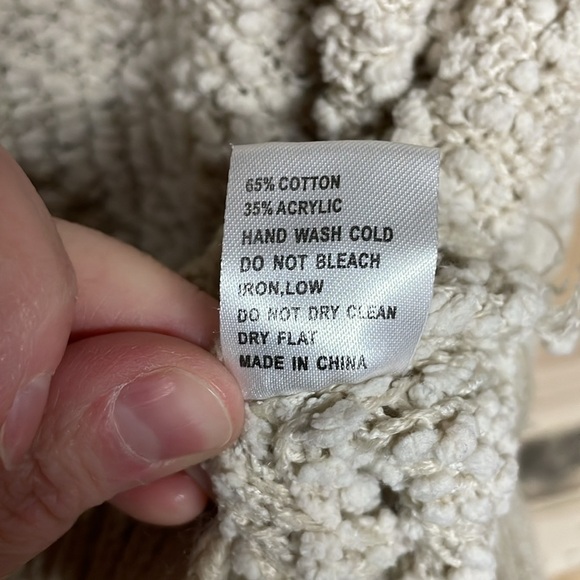 65% COTTON
35% ACRYLIC
HAND WASH COLD
DO NOT BLEACH
IRON,LOW
DO NOT DRY CLEAN
DRY FLAT
MADE IN CHINA